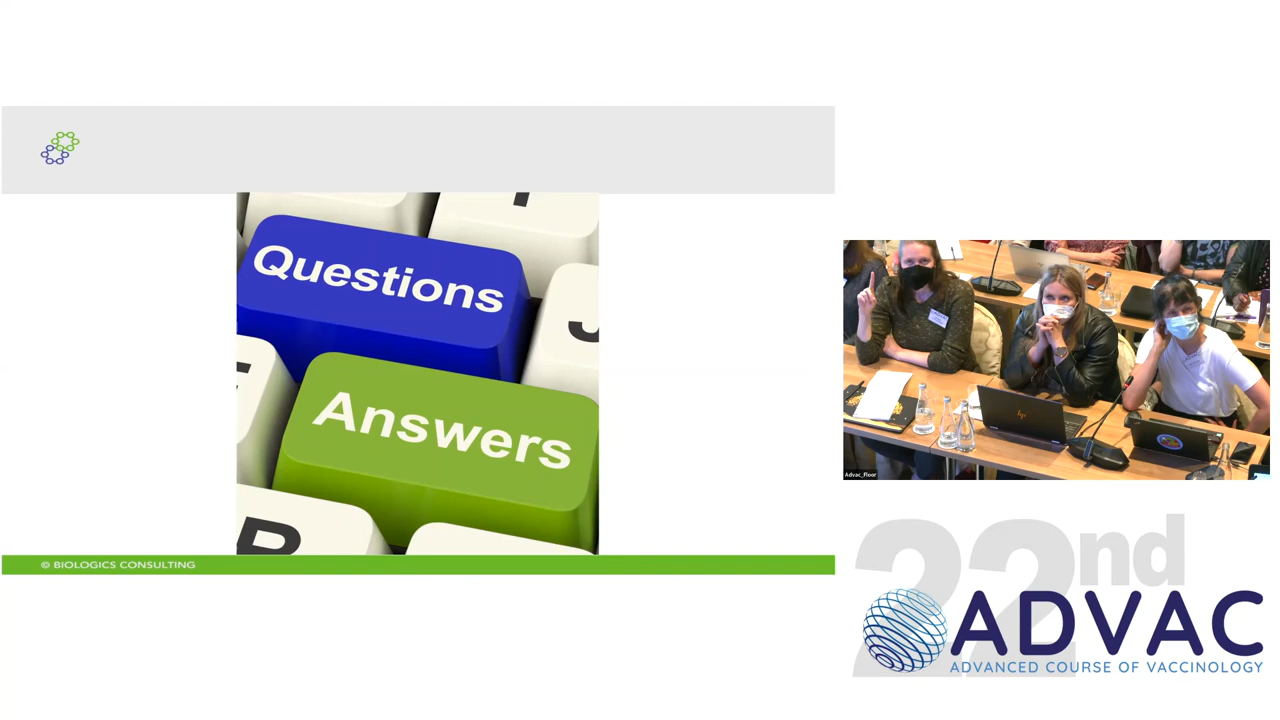 Questions
Answers
© BIOLOGICS CONSULTING
Advac_Floor
22nd
ADVAC
ADVANCED COURSE OF VACCINOLOGY